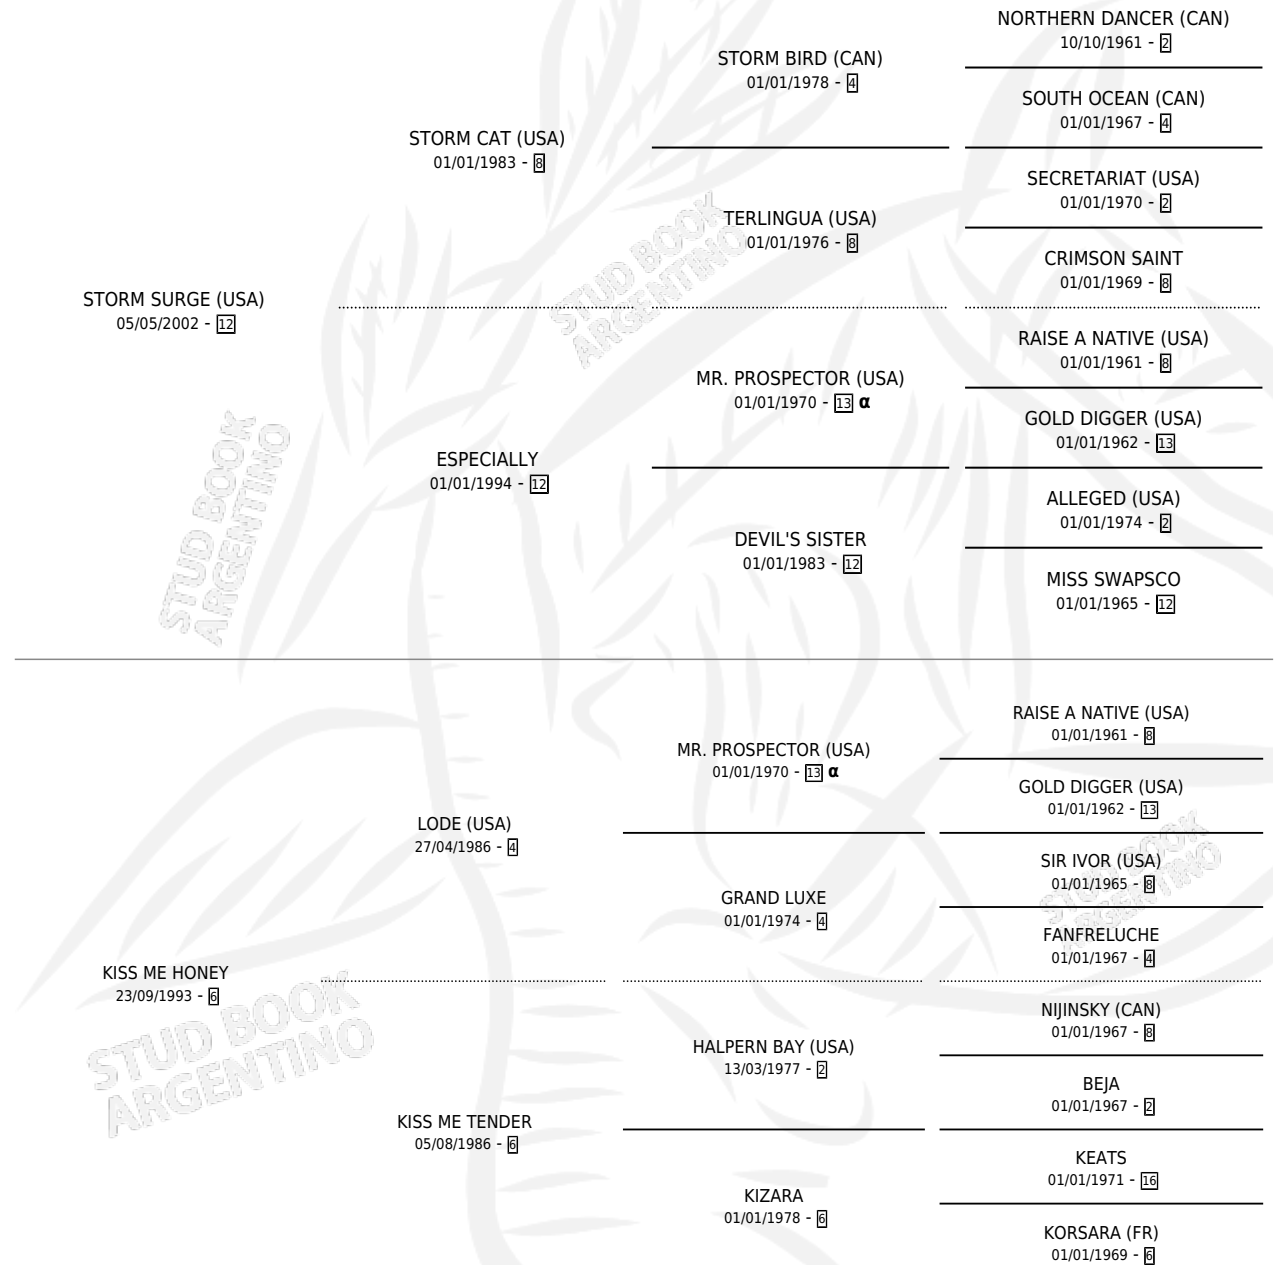 NORTHERN DANCER (CAN)
10/10/1961 - 2
STORM BIRD (CAN)
01/01/1978 - 4
SOUTH OCEAN (CAN)
01/01/1967 - 4
STORM CAT (USA)
01/01/1983 - 8
SECRETARIAT (USA)
01/01/1970 - 2
TERLINGUA (USA)
01/01/1976 - 8
CRIMSON SAINT
01/01/1969 - 8
STORM SURGE (USA)
05/05/2002 - 12
RAISE A NATIVE (USA)
01/01/1961 - 8
MR. PROSPECTOR (USA)
01/01/1970 - 13 α
GOLD DIGGER (USA)
01/01/1962 - 13
ESPECIALLY
01/01/1994 - 12
ALLEGED (USA)
01/01/1974 - 2
DEVIL'S SISTER
01/01/1983 - 12
MISS SWAPSCO
01/01/1965 - 12
RAISE A NATIVE (USA)
01/01/1961 - 8
MR. PROSPECTOR (USA)
01/01/1970 - 13 α
GOLD DIGGER (USA)
01/01/1962 - 13
LODE (USA)
27/04/1986 - 4
SIR IVOR (USA)
01/01/1965 - 8
GRAND LUXE
01/01/1974 - 4
FANFRELUCHE
01/01/1967 - 4
KISS ME HONEY
23/09/1993 - 6
NIJINSKY (CAN)
01/01/1967 - 8
HALPERN BAY (USA)
13/03/1977 - 2
BEJA
01/01/1967 - 2
KISS ME TENDER
05/08/1986 - 6
KEATS
01/01/1971 - 16
KIZARA
01/01/1978 - 6
KORSARA (FR)
01/01/1969 - 6
STUD BOOK
ARGENTINO
STUD BOOK
ARGENTINO
STUD BOOK
ARGENTINO
STUD BOOK
ARGENTINO